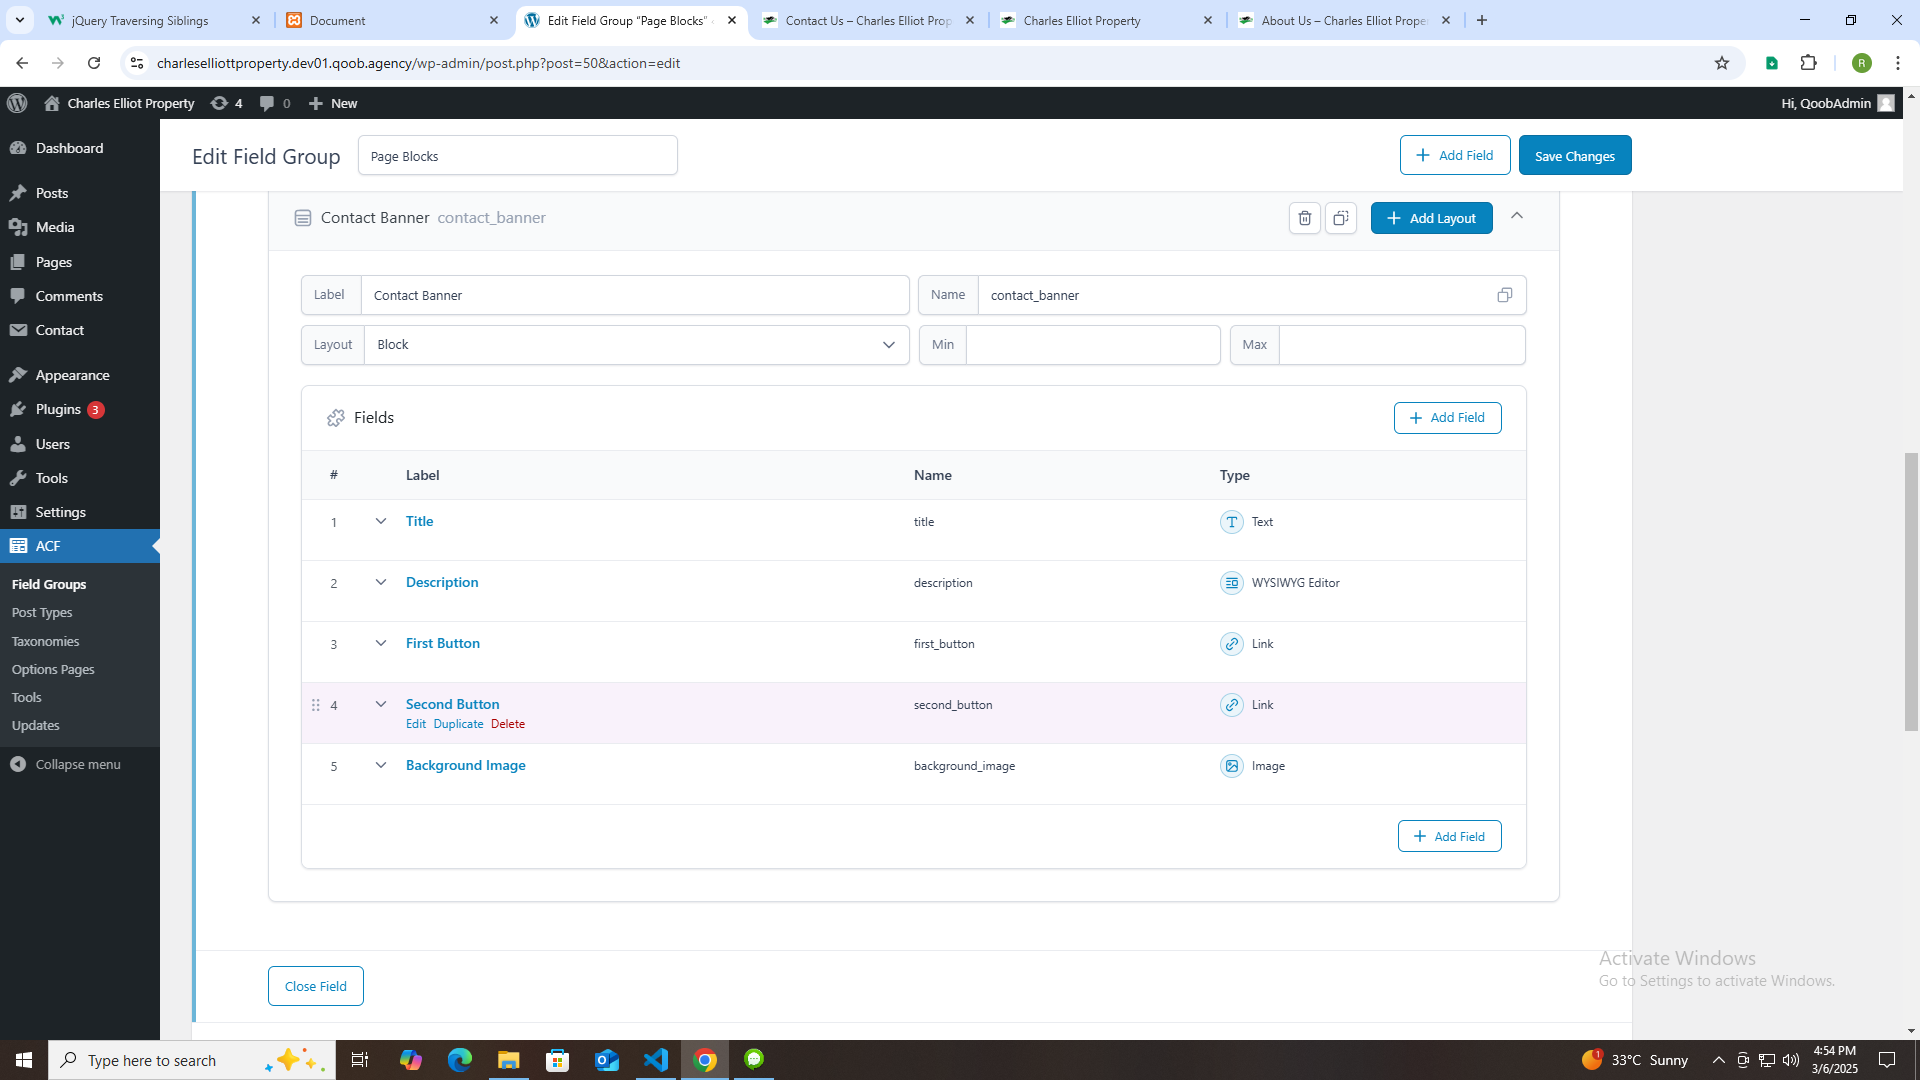 jQuery Traversing Siblings
Document
Edit Field Group “Page Blocks”
Contact Us – Charles Elliot Prop
Charles Elliot Property
About Us – Charles Elliot Prope
charleselliottproperty.dev01.qoob.agency/wp-admin/post.php?post=50&action=edit
R
Charles Elliot Property
4
0
New
Hi, QoobAdmin
Dashboard
Posts
Media
Pages
Comments
Contact
Appearance
Plugins 3
Users
Tools
Settings
ACF
Field Groups
Post Types
Taxonomies
Options Pages
Tools
Updates
Collapse menu
Edit Field Group
Page Blocks
Add Field
Save Changes
Contact Banner contact_banner
Add Layout
Label Contact Banner
Name contact_banner
Layout Block
Min
Max
Fields
Add Field
# Label Name Type
1 Title title Text
2 Description description WYSIWYG Editor
3 First Button first_button Link
4 Second Button second_button Link
Edit Duplicate Delete
5 Background Image background_image Image
Add Field
Close Field
Activate Windows
Go to Settings to activate Windows.
Type here to search
1
33°C Sunny
4:54 PM
3/6/2025